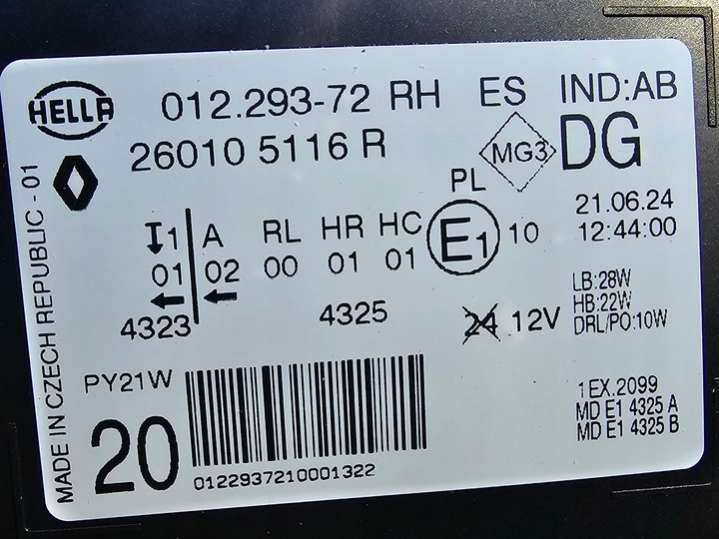 HELLA 012.293-72 RH ES IND:AB
26010 5 5116 R MG3 DG
PL
21.06.24
12:44:00
1 A RL HR HC E1 10
01 02 00 01 01
4323 4325 24 12V
LB:28W
HB:22W
DRL/PO:10W
PY21W
20
0122937210001322
1EX.2099
MD E1 4325 A
MD E1 4325 B
MADE IN CZECH REPUBLIC - 01